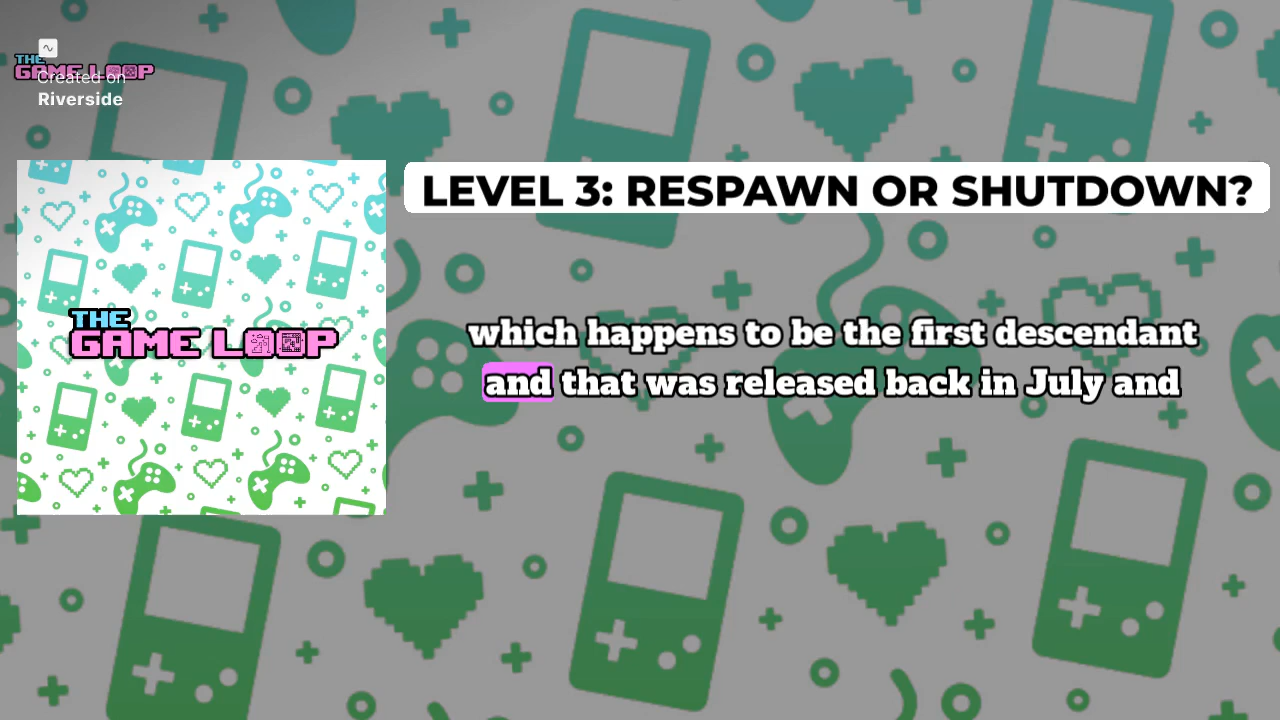 THE
GAME LOOP
Created on
Riverside
LEVEL 3: RESPAWN OR SHUTDOWN?
THE
GAME LOOP
which happens to be the first descendant
and that was released back in July and